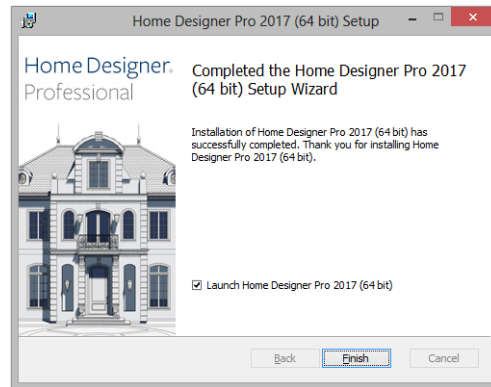 Home Designer Pro 2017 (64 bit) Setup
Home Designer®
Professional
Completed the Home Designer Pro 2017
(64 bit) Setup Wizard
Installation of Home Designer Pro 2017 (64 bit) has
successfully completed. Thank you for installing Home
Designer Pro 2017 (64 bit).
Launch Home Designer Pro 2017 (64 bit)
Back Finish Cancel